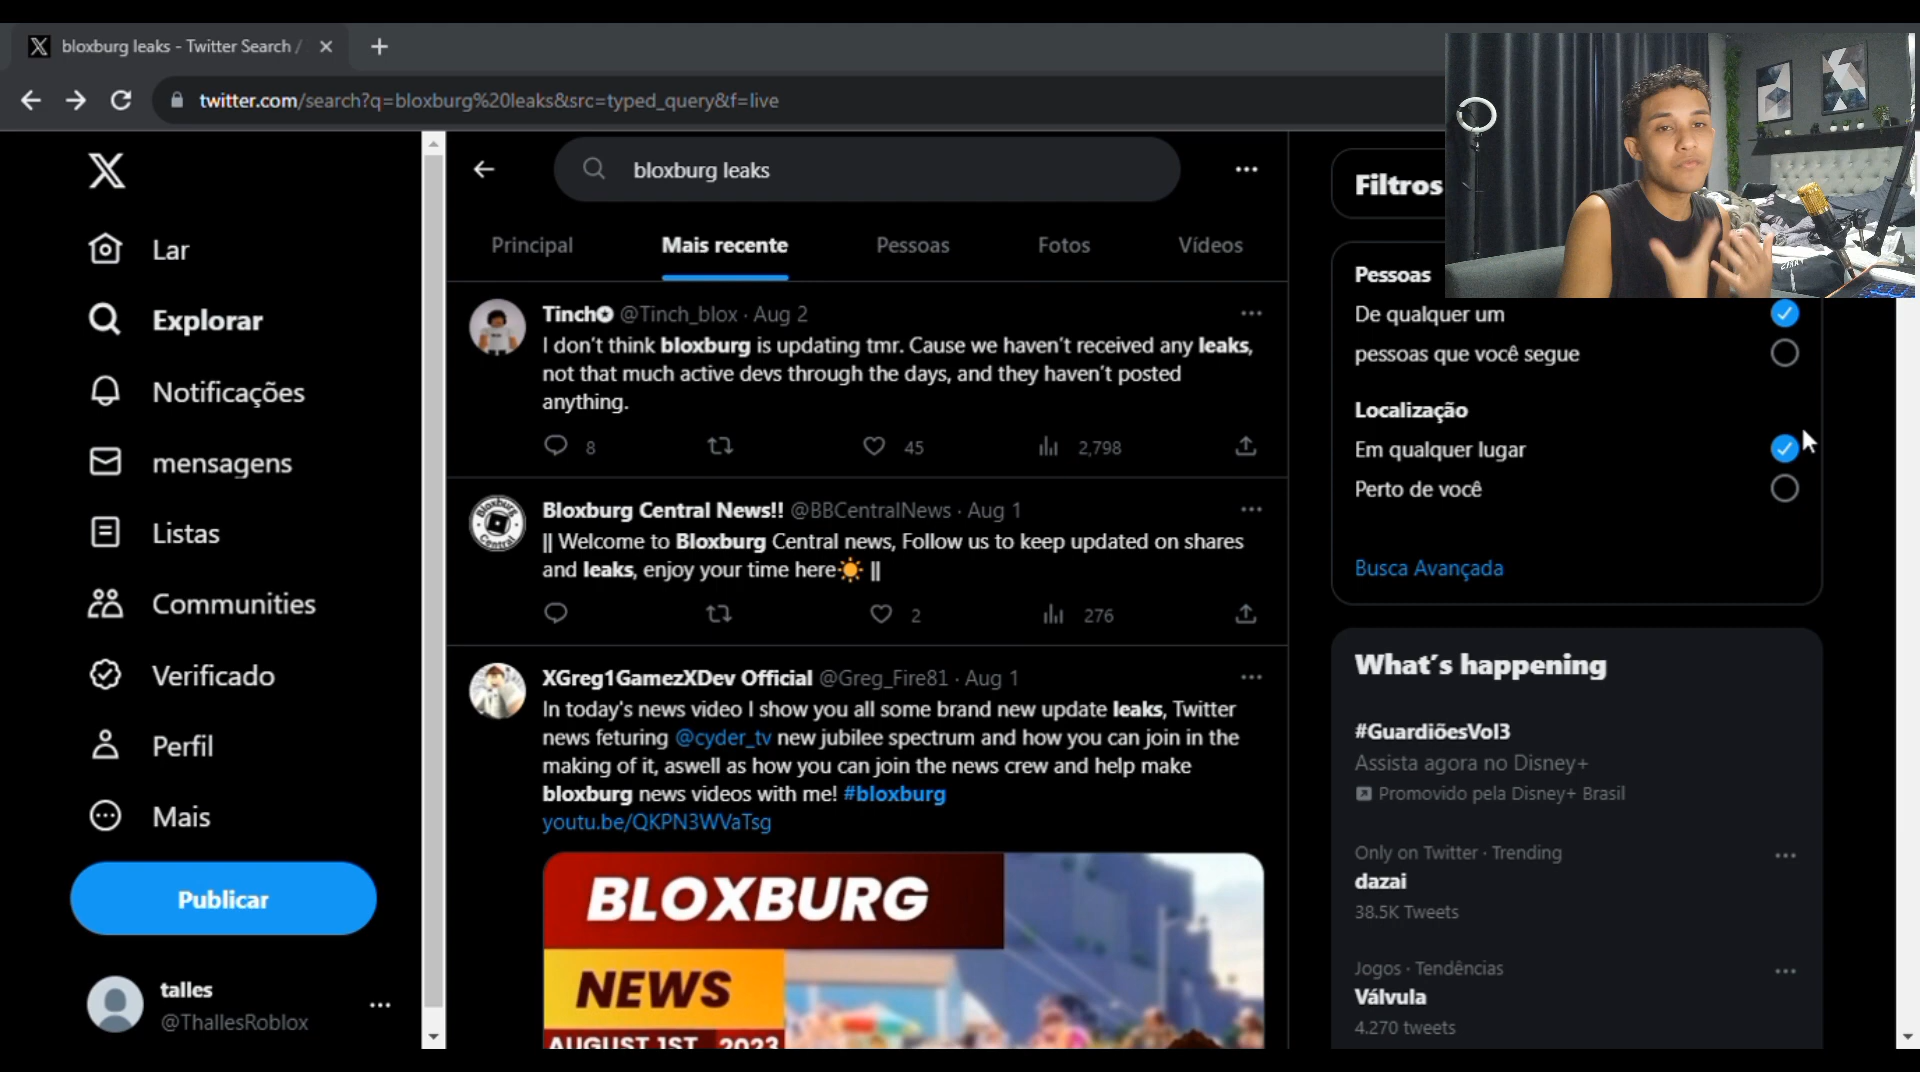 bloxburg leaks - Twitter Search /
twitter.com/search?q=bloxburg%20leaks&src=typed_query&f=live
Lar
Explorar
Notificações
mensagens
Listas
Communities
Verificado
Perfil
Mais
Publicar
talles
@ThallesRoblox
bloxburg leaks
Principal
Mais recente
Pessoas
Fotos
Vídeos
Tinch @Tinch_blox · Aug 2
I don't think bloxburg is updating tmr. Cause we haven't received any leaks,
not that much active devs through the days, and they haven't posted
anything.
8
45
2,798
Bloxburg Central News!! @BBCentralNews · Aug 1
|| Welcome to Bloxburg Central news, Follow us to keep updated on shares
and leaks, enjoy your time here☀️ ||
2
276
XGreg1GamezXDev Official @Greg_Fire81 · Aug 1
In today's news video I show you all some brand new update leaks, Twitter
news feturing @cyder_tv new jubilee spectrum and how you can join in the
making of it, aswell as how you can join the news crew and help make
bloxburg news videos with me! #bloxburg
youtu.be/QKPN3WVaTsg
BLOXBURG
NEWS
AUGUST 1ST, 2023
Filtros
Pessoas
De qualquer um
pessoas que você segue
Localização
Em qualquer lugar
Perto de você
Busca Avançada
What's happening
#GuardiõesVol3
Assista agora no Disney+
Promovido pela Disney+ Brasil
Only on Twitter · Trending
dazai
38.5K Tweets
Jogos · Tendências
Válvula
4.270 tweets